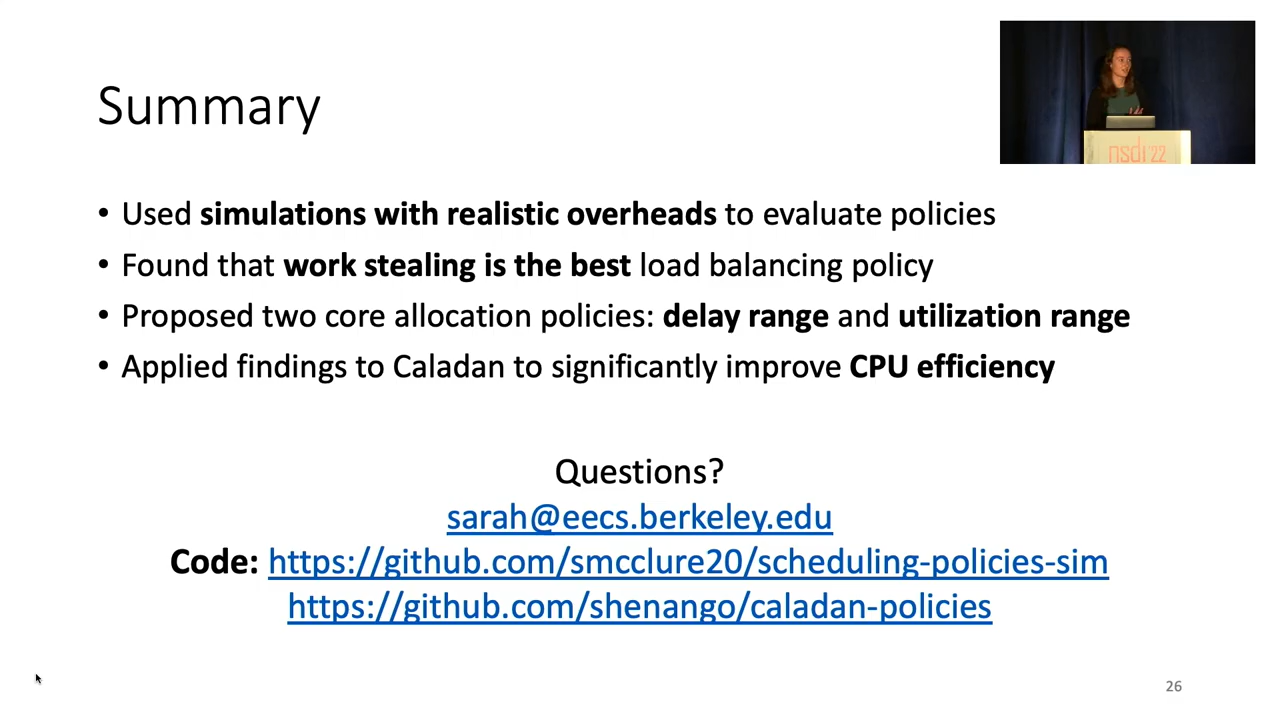 Summary
nsdi '22
• Used simulations with realistic overheads to evaluate policies
• Found that work stealing is the best load balancing policy
• Proposed two core allocation policies: delay range and utilization range
• Applied findings to Caladan to significantly improve CPU efficiency
Questions?
sarah@eecs.berkeley.edu
Code: https://github.com/smcclure20/scheduling-policies-sim
https://github.com/shenango/caladan-policies
26